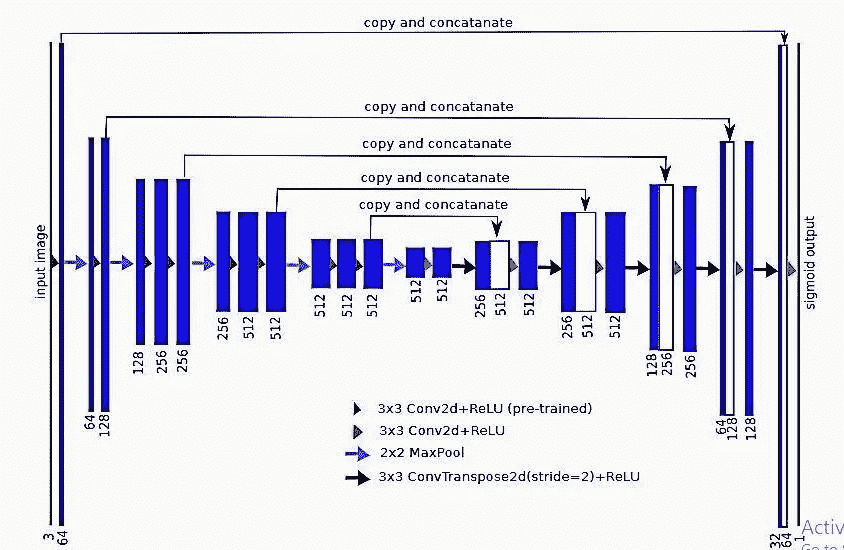 copy and concatanate
copy and concatanate
copy and concatanate
copy and concatanate
copy and concatanate
input image
sigmoid output
3
64
64
128
128
256
256
256
512
512
512
512
512
512
512
256
512
512
256
512
512
128
256
256
64
128
128
32
64
1
3x3 Conv2d+ReLU (pre-trained)
3x3 Conv2d+ReLU
2x2 MaxPool
3x3 ConvTranspose2d(stride=2)+ReLU
Activ